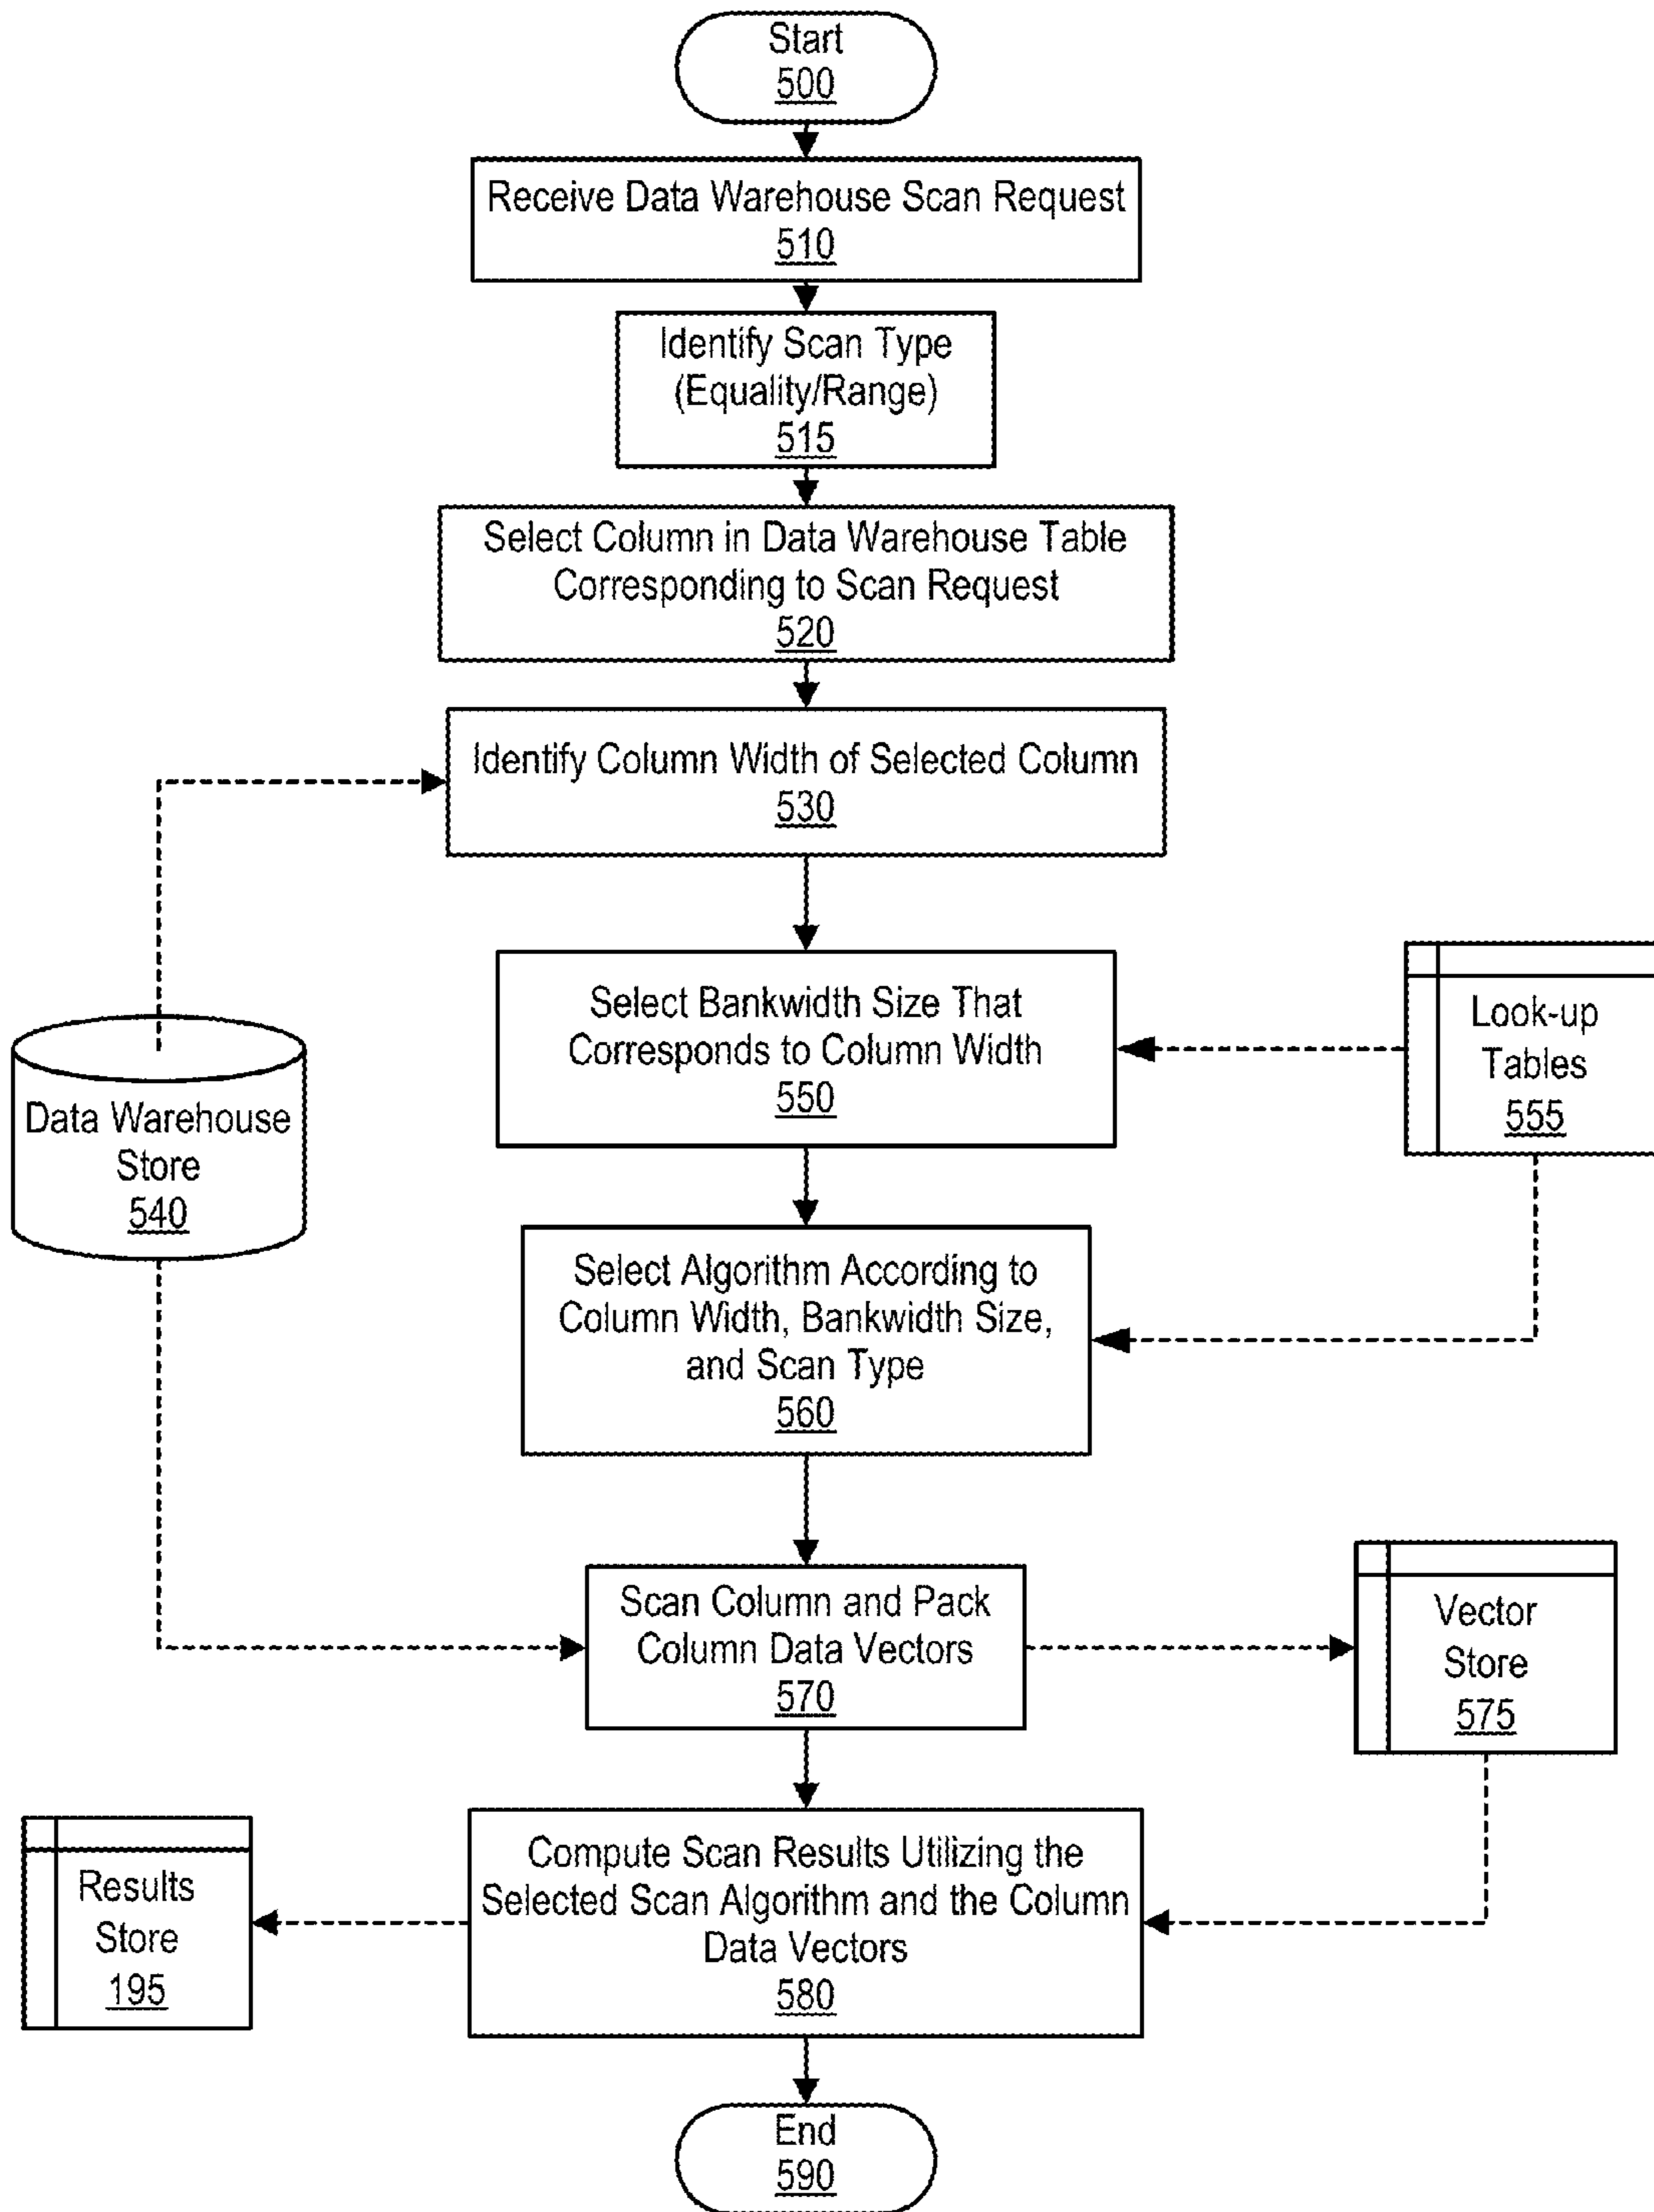 Start
500
Receive Data Warehouse Scan Request
510
Identify Scan Type
(Equality/Range)
515
Select Column in Data Warehouse Table
Corresponding to Scan Request
520
Identify Column Width of Selected Column
530
Data Warehouse
Store
540
Select Bankwidth Size That
Corresponds to Column Width
550
Look-up
Tables
555
Select Algorithm According to
Column Width, Bankwidth Size,
and Scan Type
560
Scan Column and Pack
Column Data Vectors
570
Vector
Store
575
Compute Scan Results Utilizing the
Selected Scan Algorithm and the Column
Data Vectors
580
Results
Store
195
End
590